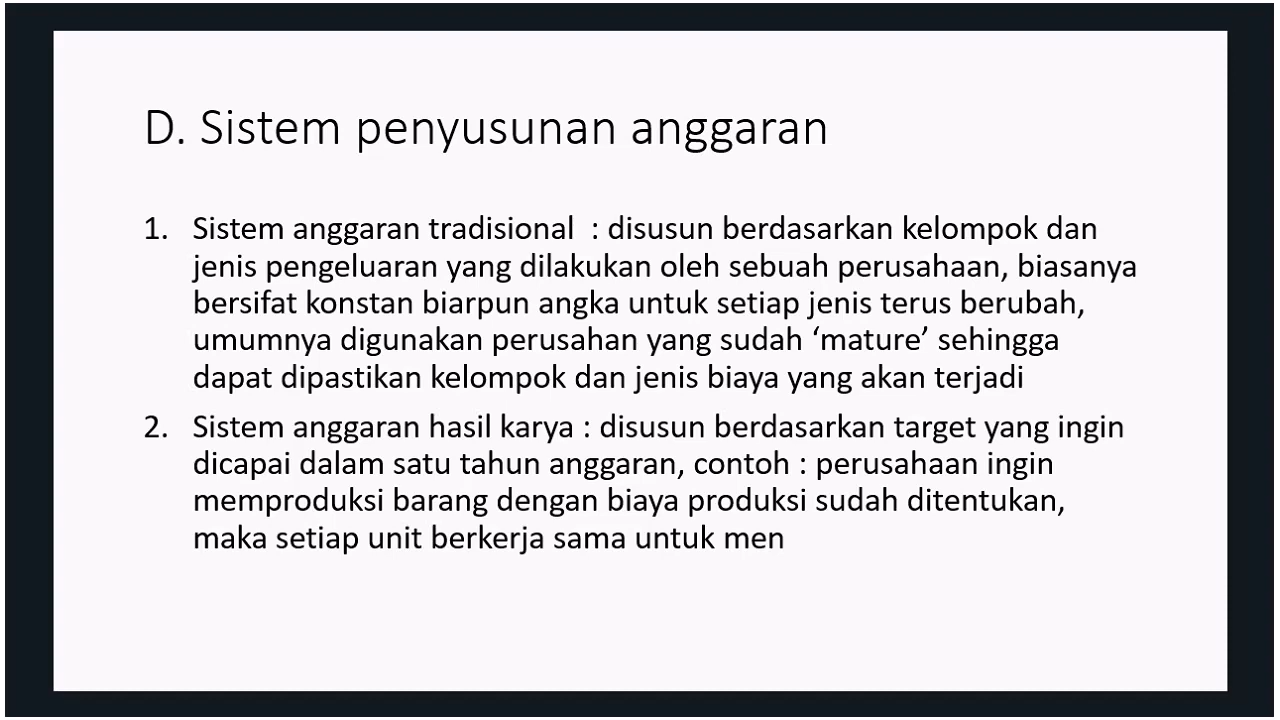 D. Sistem penyusunan anggaran
1. Sistem anggaran tradisional : disusun berdasarkan kelompok dan
jenis pengeluaran yang dilakukan oleh sebuah perusahaan, biasanya
bersifat konstan biarpun angka untuk setiap jenis terus berubah,
umumnya digunakan perusahan yang sudah ‘mature’ sehingga
dapat dipastikan kelompok dan jenis biaya yang akan terjadi
2. Sistem anggaran hasil karya : disusun berdasarkan target yang ingin
dicapai dalam satu tahun anggaran, contoh : perusahaan ingin
memproduksi barang dengan biaya produksi sudah ditentukan,
maka setiap unit berkerja sama untuk men